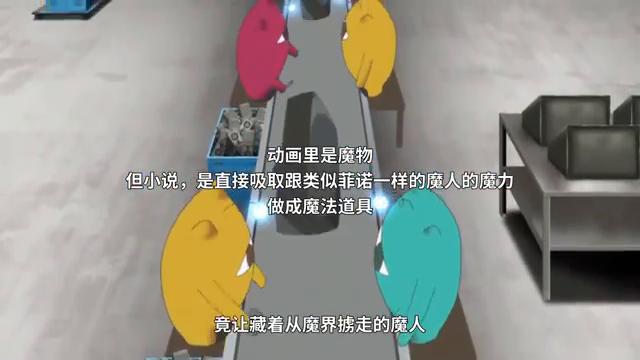 动画里是魔物
但小说，是直接吸取跟类似菲诺一样的魔人的魔力
做成魔法道具
竟让藏着从魔界掳走的魔人